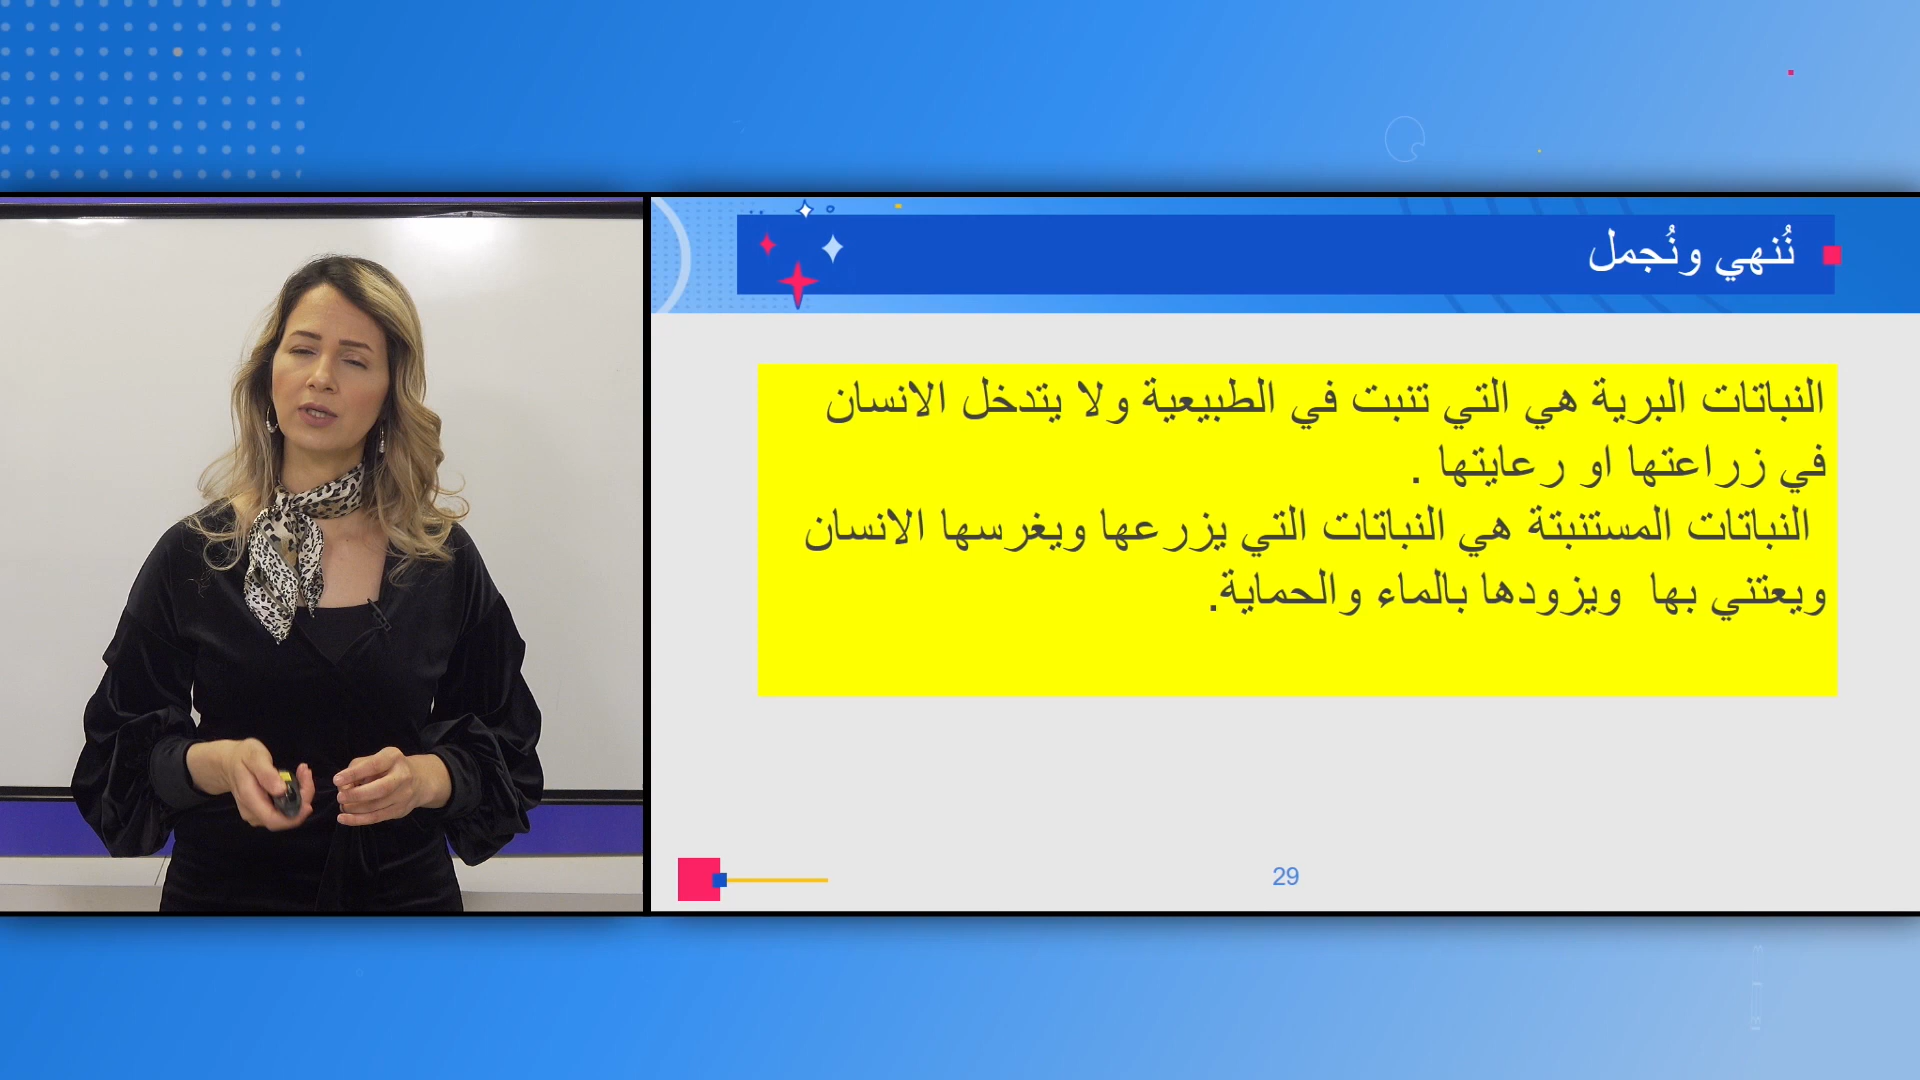 نُنهي ونُجمل
النباتات البرية هي التي تنبت في الطبيعية ولا يتدخل الانسان
في زراعتها او رعايتها .
النباتات المستنبتة هي النباتات التي يزرعها ويغرسها الانسان
ويعتني بها ويزودها بالماء والحماية.
29